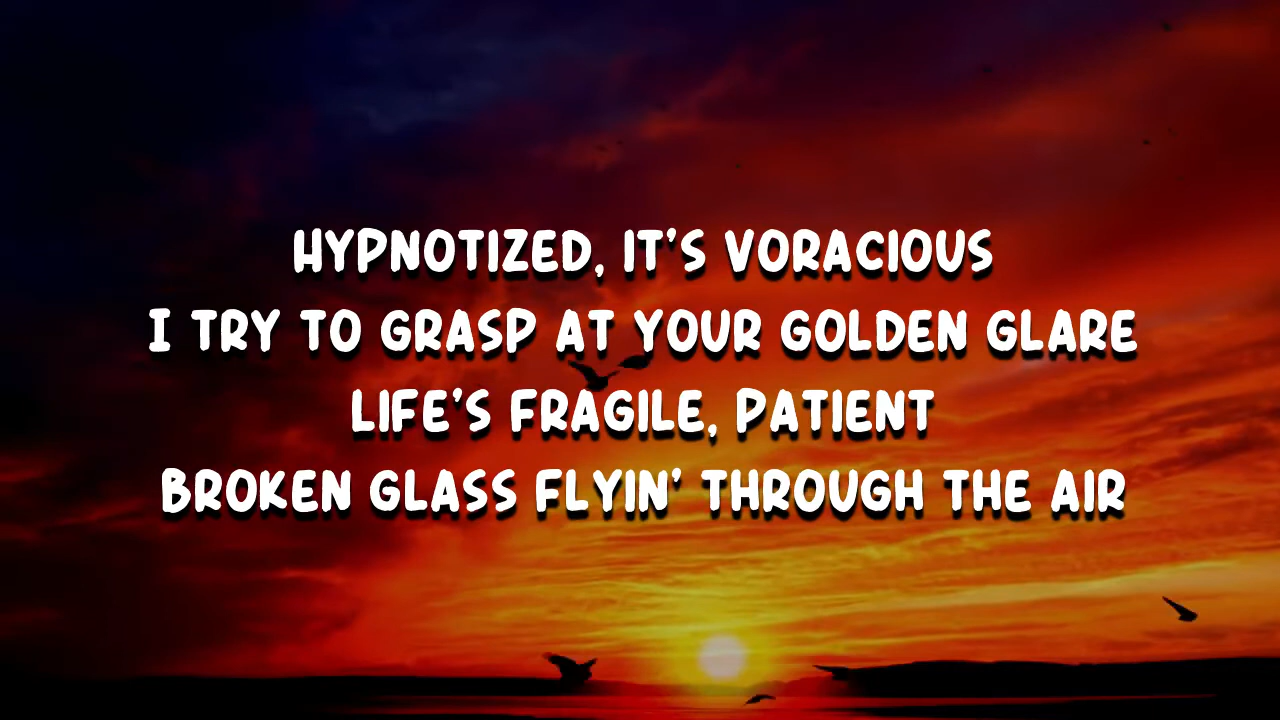 HYPNOTIZED, IT'S VORACIOUS
I TRY TO GRASP AT YOUR GOLDEN GLARE
LIFE'S FRAGILE, PATIENT
BROKEN GLASS FLYIN' THROUGH THE AIR